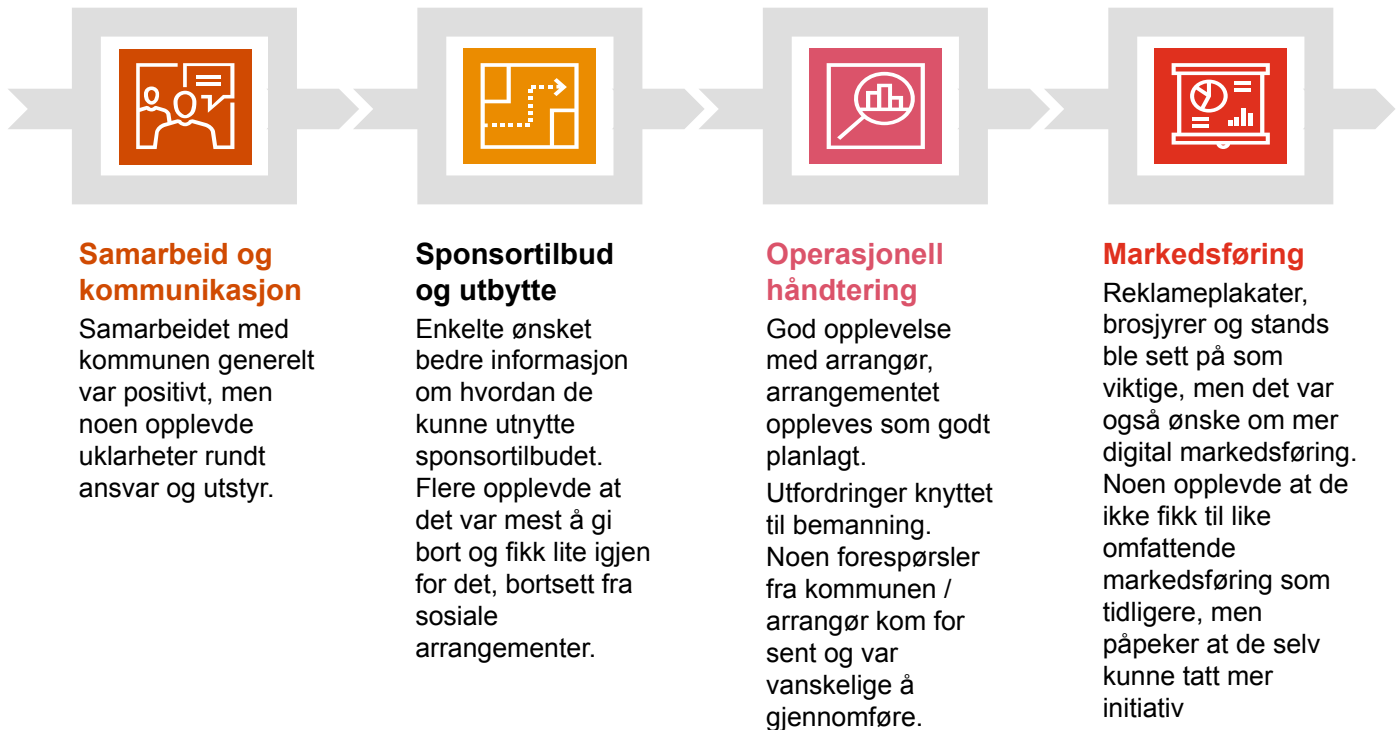 Samarbeid og
kommunikasjon
Samarbeidet med
kommunen generelt
var positivt, men
noen opplevde
uklarheter rundt
ansvar og utstyr.
Sponsortilbud
og utbytte
Enkelte ønsket
bedre informasjon
om hvordan de
kunne utnytte
sponsortilbudet.
Flere opplevde at
det var mest å gi
bort og fikk lite igjen
for det, bortsett fra
sosiale
arrangementer.
Operasjonell
håndtering
God opplevelse
med arrangør,
arrangementet
oppleves som godt
planlagt.
Utfordringer knyttet
til bemanning.
Noen forespørsler
fra kommunen /
arrangør kom for
sent og var
vanskelige å
gjennomføre.
Markedsføring
Reklameplakater,
brosjyrer og stands
ble sett på som
viktige, men det var
også ønske om mer
digital markedsføring.
Noen opplevde at de
ikke fikk til like
omfattende
markedsføring som
tidligere, men
påpeker at de selv
kunne tatt mer
initiativ